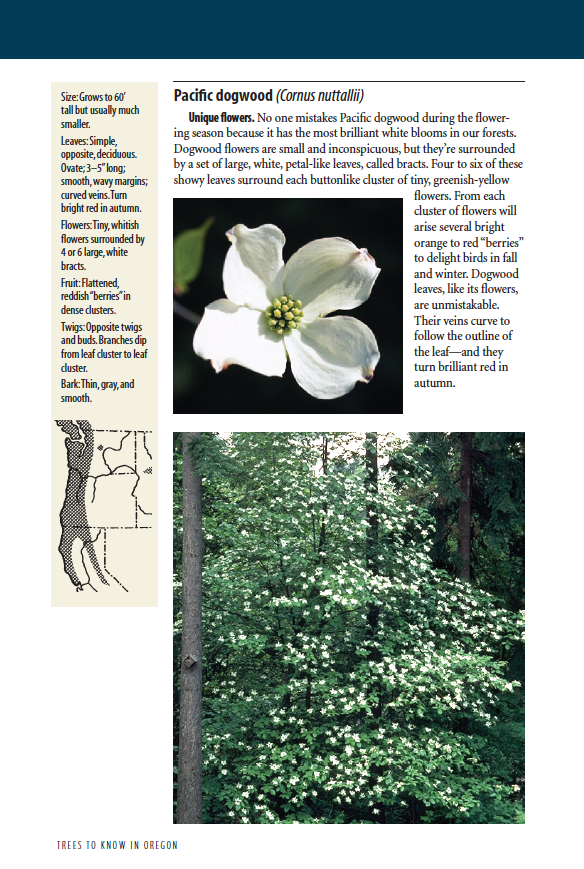 Size: Grows to 60'
tall but usually much
smaller.
Leaves: Simple,
opposite, deciduous.
Ovate; 3–5" long;
smooth, wavy margins;
curved veins. Turn
bright red in autumn.
Flowers: Tiny, whitish
flowers surrounded by
4 or 6 large, white
bracts.
Fruit: Flattened,
reddish "berries" in
dense clusters.
Twigs: Opposite twigs
and buds. Branches dip
from leaf cluster to leaf
cluster.
Bark: Thin, gray, and
smooth.
Pacific dogwood (Cornus nuttallii)
Unique flowers. No one mistakes Pacific dogwood during the flower-
ing season because it has the most brilliant white blooms in our forests.
Dogwood flowers are small and inconspicuous, but they're surrounded
by a set of large, white, petal-like leaves, called bracts. Four to six of these
showy leaves surround each buttonlike cluster of tiny, greenish-yellow
flowers. From each
cluster of flowers will
arise several bright
orange to red "berries"
to delight birds in fall
and winter. Dogwood
leaves, like its flowers,
are unmistakable.
Their veins curve to
follow the outline of
the leaf—and they
turn brilliant red in
autumn.
TREES TO KNOW IN OREGON